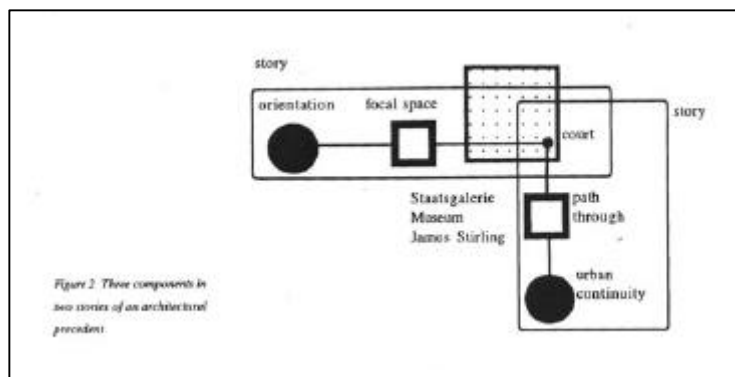 story
orientation
focal space
story
court
Staatsgalerie
Museum
James Stirling
path
through
urban
continuity
Figure 2 Three components in
two stories of an architectural
precedent